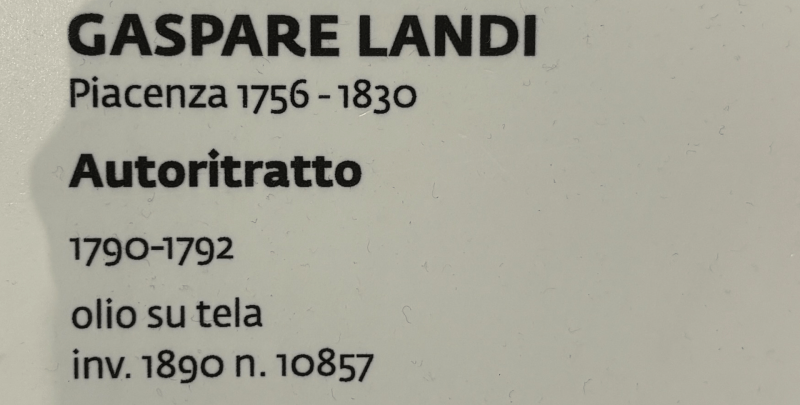 GASPARE LANDI
Piacenza 1756 - 1830
Autoritratto
1790-1792
olio su tela
inv. 1890 n. 10857